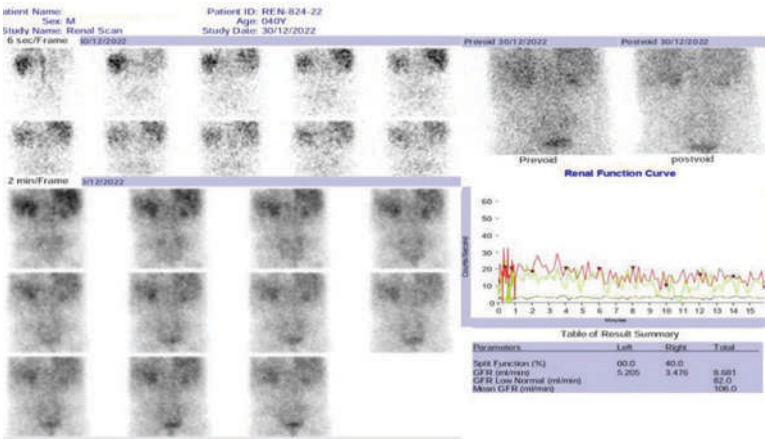 atient Name:
Patient ID: REN-824-22
Sex: M
Age: 040Y
Study Name: Renal Scan
Study Date: 30/12/2022
6 sec/Frame
30/12/2022
Prevoid 30/12/2022
Postvoid 30/12/2022
Prevoid
postvoid
2 min/Frame
3/12/2022
Renal Function Curve
60
50
40
30
20
10
0
Counts/Second
0 1 2 3 4 5 6 7 8 9 10 11 12 13 14 15
Minutes
Table of Result Summary
Parameters Left Right Total
Split Function (%) 60.0 40.0
GFR (ml/min) 5.205 3.476 8.681
GFR Low Normal (ml/min) 82.0
Mean GFR (ml/min) 106.0